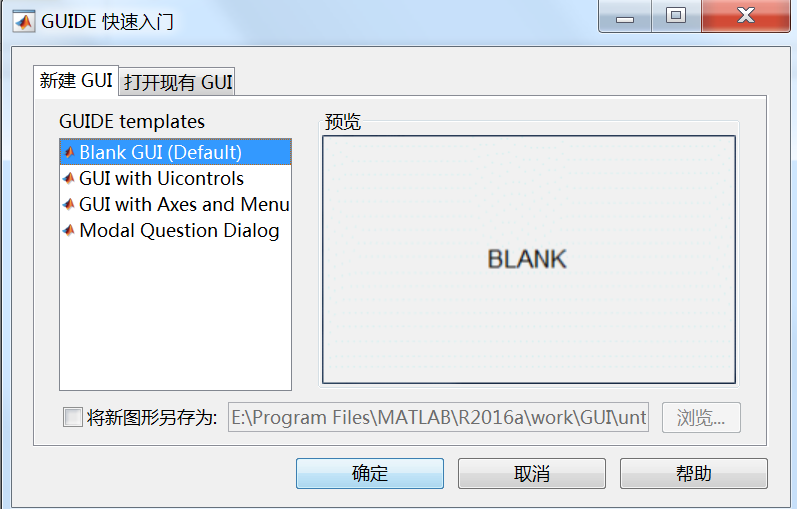 GUIDE 快速入门
新建 GUI 打开现有 GUI
GUIDE templates
Blank GUI (Default)
GUI with Uicontrols
GUI with Axes and Menu
Modal Question Dialog
预览
BLANK
将新图形另存为: E:\Program Files\MATLAB\R2016a\work\GUI\unt 浏览...
确定 取消 帮助